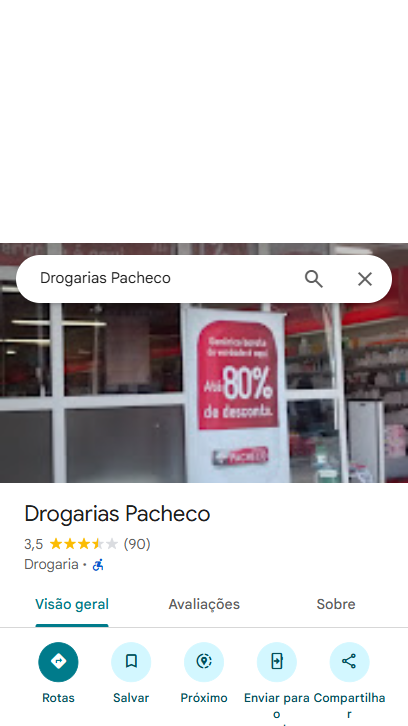 Drogarias Pacheco
Genérico barato
de verdade é aqui.
Até 80%
de desconto.
PACHECO
Drogarias Pacheco
3,5 (90)
Drogaria ·
Visão geral
Avaliações
Sobre
Rotas
Salvar
Próximo
Enviar para
o
Compartilha
r